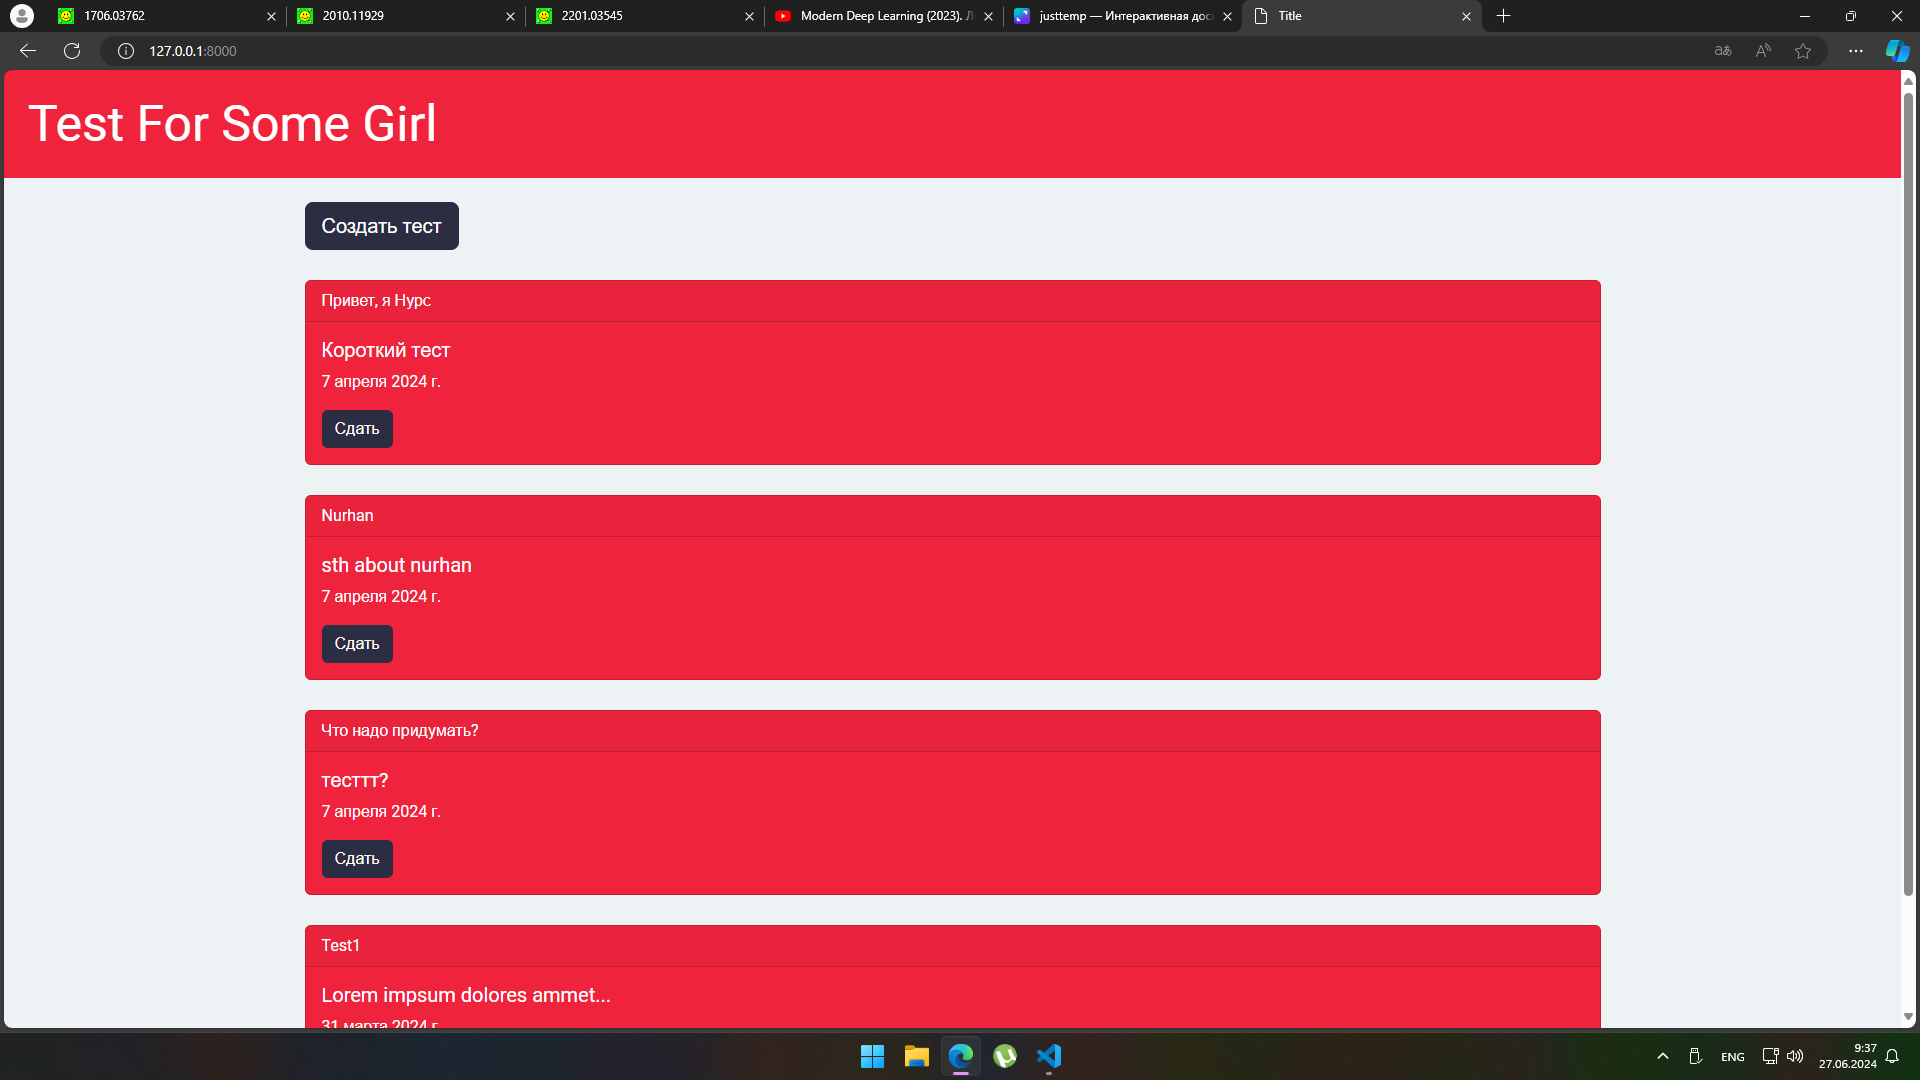 1706.03762
2010.11929
2201.03545
Modern Deep Learning (2023).
justtemp — Интерактивная
Title
127.0.0.1:8000
Test For Some Girl
Создать тест
Привет, я Нурс
Короткий тест
7 апреля 2024 г.
Сдать
Nurhan
sth about nurhan
7 апреля 2024 г.
Сдать
Что надо придумать?
тесттт?
7 апреля 2024 г.
Сдать
Test1
Lorem impsum dolores ammet...
31 марта 2024 г.
ENG
9:37
27.06.2024